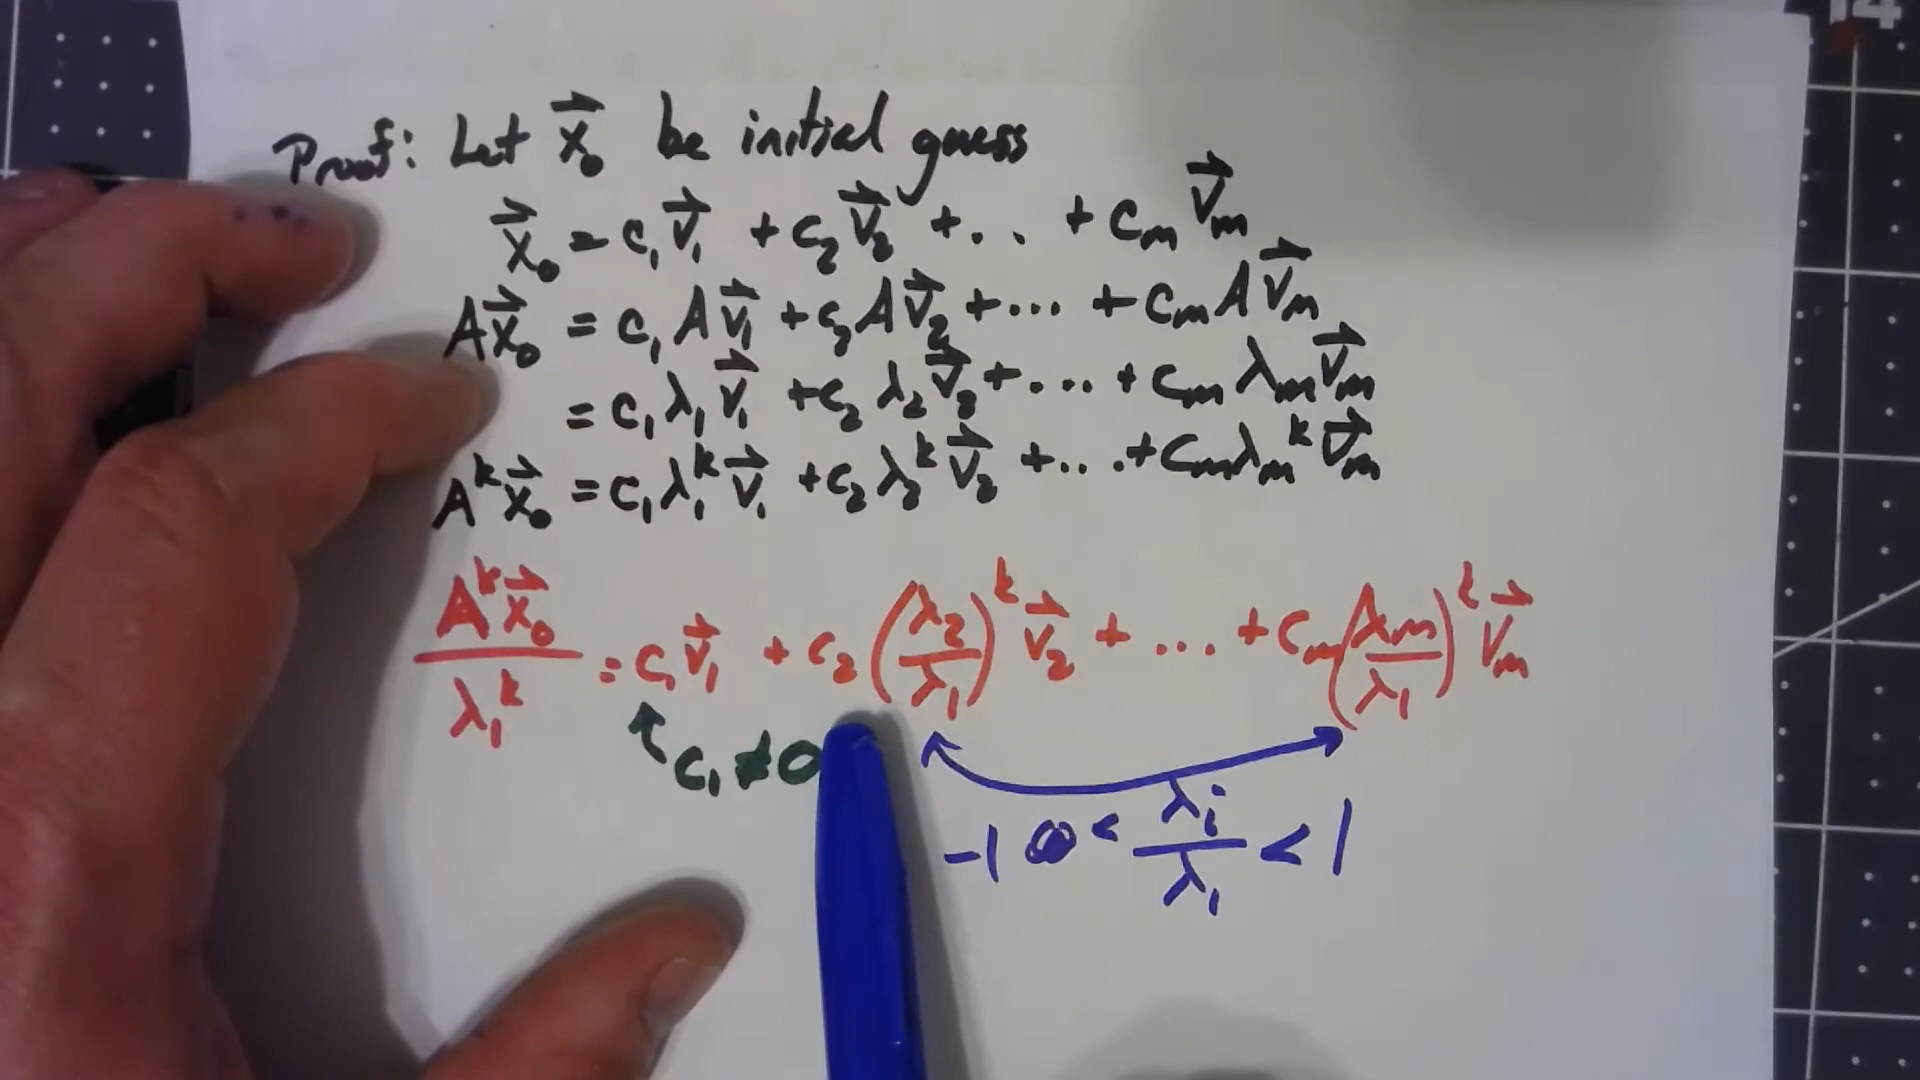 Proof: Let x⃗₀ be initial guess
x⃗₀ = c₁v⃗₁ + c₂v⃗₂ + .. + cₘv⃗ₘ
Ax⃗₀ = c₁Av⃗₁ + c₂Av⃗₂ + ... + cₘAv⃗ₘ
= c₁λ₁v⃗₁ + c₂λ₂v⃗₂ + ... + cₘλₘv⃗ₘ
Aᵏx⃗₀ = c₁λ₁ᵏv⃗₁ + c₂λ₂ᵏv⃗₂ + ... + cₘλₘᵏv⃗ₘ
Aᵏx⃗₀/λ₁ᵏ = c₁v⃗₁ + c₂(λ₂/λ₁)ᵏv⃗₂ + ... + cₘ(λₘ/λ₁)ᵏv⃗ₘ
c₁ ≠ 0
-1 < λᵢ/λ₁ < 1
14